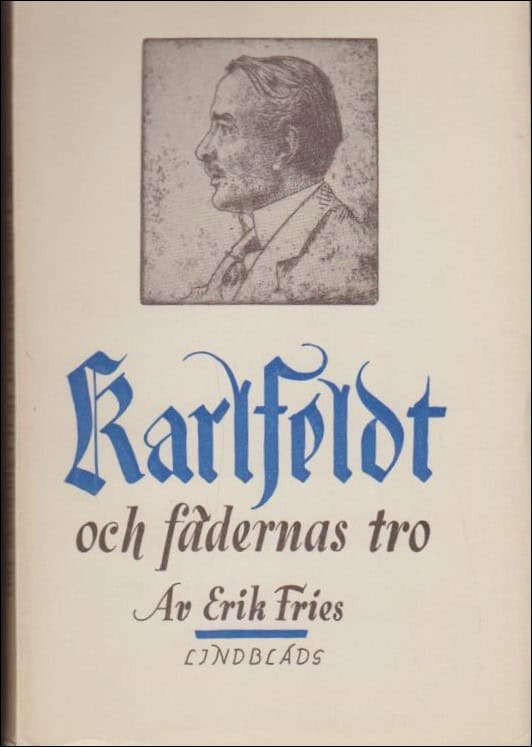 Karlfeldt
och fädernas tro
Av Erik Fries
LINDBLADS